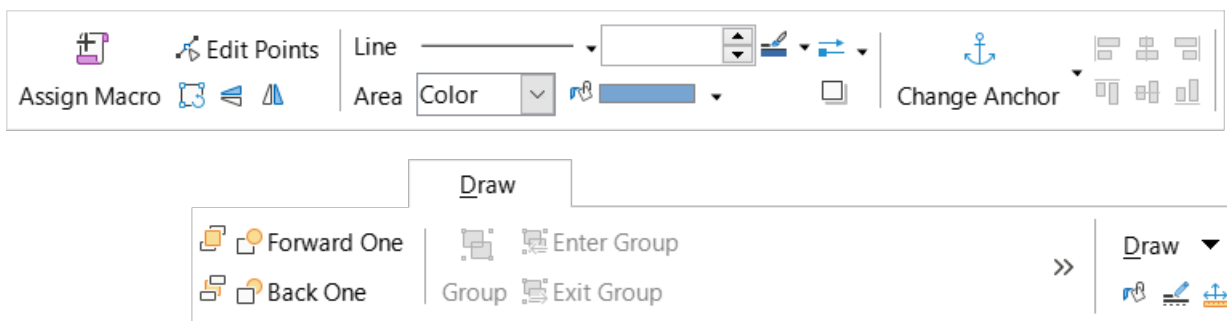 Edit Points Line
Assign Macro Area Color Change Anchor
Draw
Forward One Enter Group Draw
Back One Group Exit Group